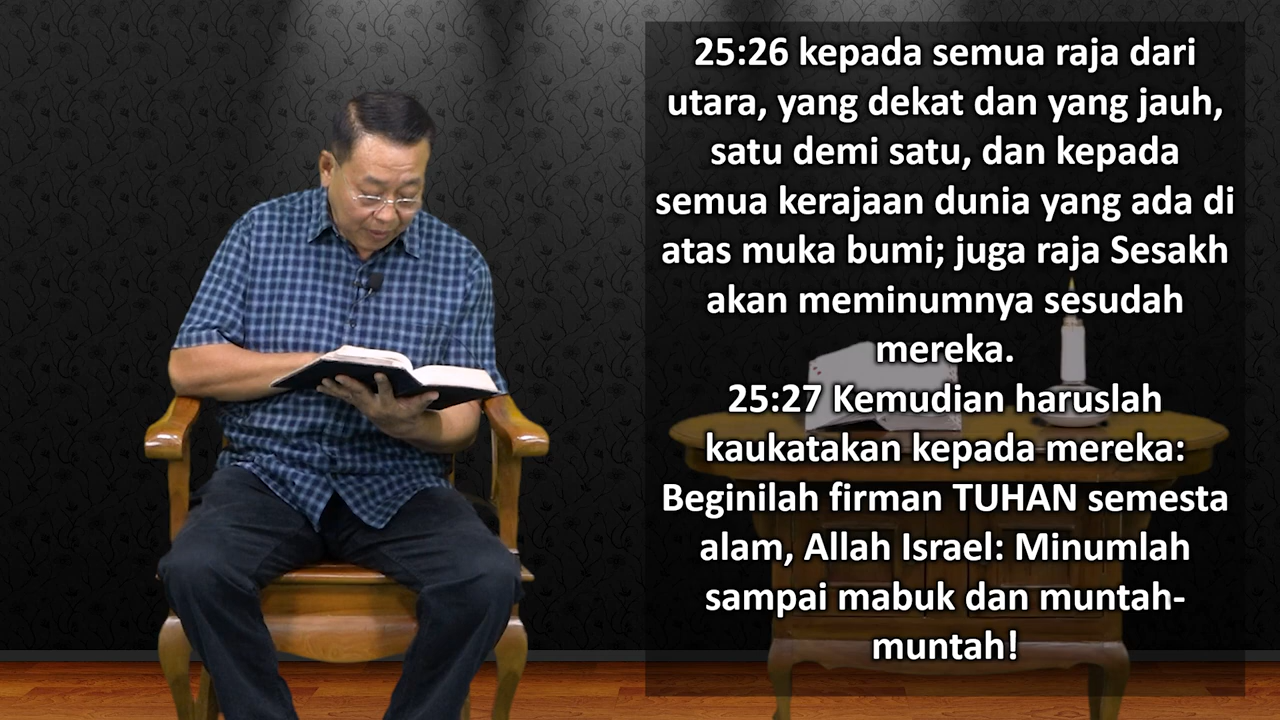 25:26 kepada semua raja dari
utara, yang dekat dan yang jauh,
satu demi satu, dan kepada
semua kerajaan dunia yang ada di
atas muka bumi; juga raja Sesakh
akan meminumnya sesudah
mereka.
25:27 Kemudian haruslah
kaukatakan kepada mereka:
Beginilah firman TUHAN semesta
alam, Allah Israel: Minumlah
sampai mabuk dan muntah-
muntah!